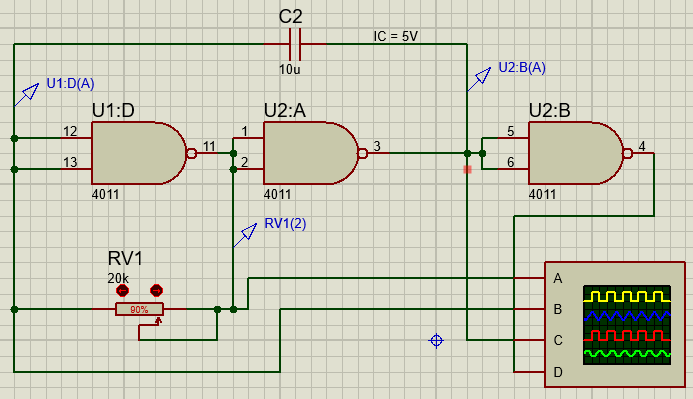 C2
IC = 5V
10u
U1:D(A)
U2:B(A)
U1:D
U2:A
U2:B
12
13
11
1
2
3
5
6
4
4011
4011
4011
RV1(2)
RV1
20k
90%
A
B
C
D